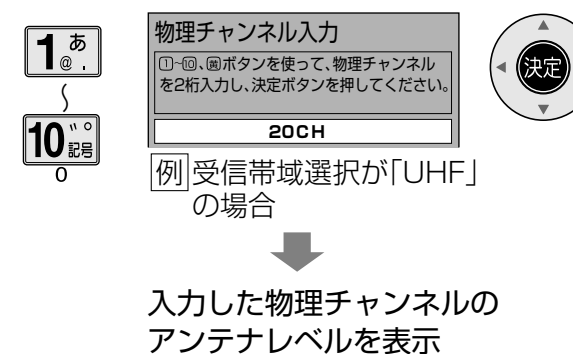 1 あ
@ .
〜
10 ゛゜
記号
0
物理チャンネル入力
1~10、黄ボタンを使って、物理チャンネル
を2桁入力し、決定ボタンを押してください。
20CH
決定
例 受信帯域選択が「UHF」
の場合
入力した物理チャンネルの
アンテナレベルを表示